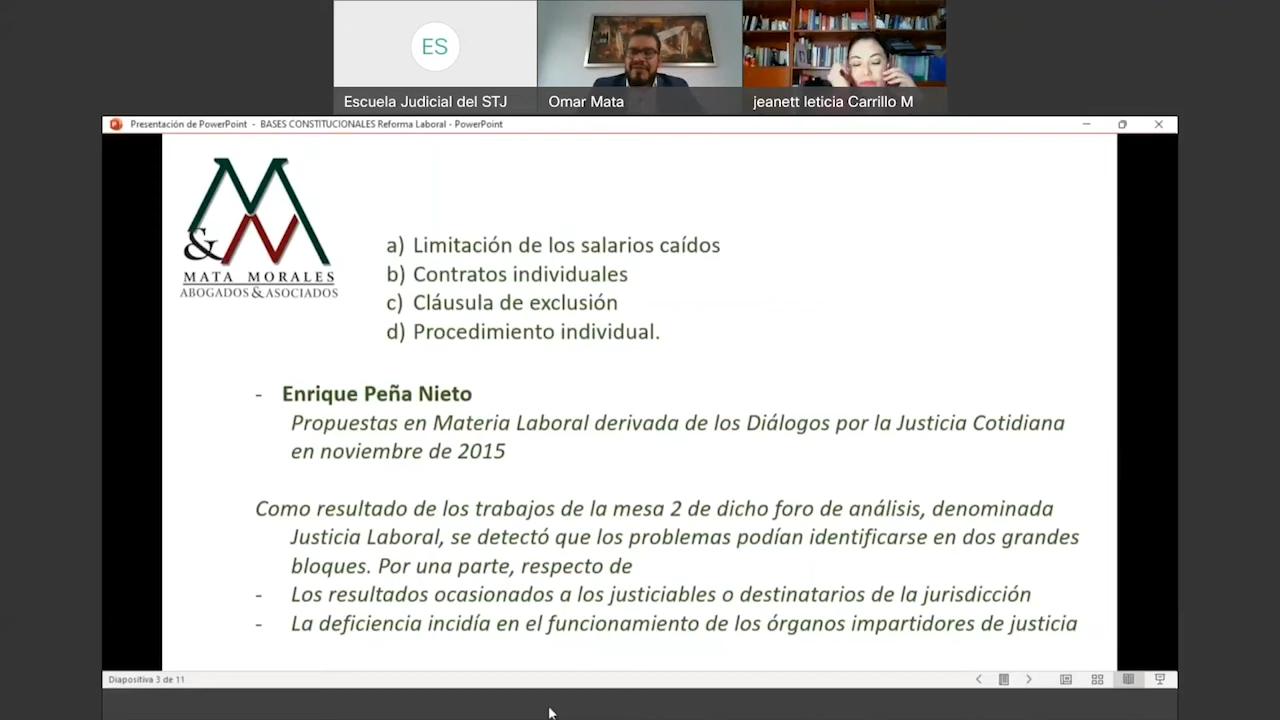 ES
Escuela Judicial del STJ
Omar Mata
jeanett leticia Carrillo M
Presentación de PowerPoint - BASES CONSTITUCIONALES Reforma Laboral - PowerPoint
M
&
MATA MORALES
ABOGADOS & ASOCIADOS
a) Limitación de los salarios caídos
b) Contratos individuales
c) Cláusula de exclusión
d) Procedimiento individual.
- Enrique Peña Nieto
Propuestas en Materia Laboral derivada de los Diálogos por la Justicia Cotidiana
en noviembre de 2015
Como resultado de los trabajos de la mesa 2 de dicho foro de análisis, denominada
Justicia Laboral, se detectó que los problemas podían identificarse en dos grandes
bloques. Por una parte, respecto de
- Los resultados ocasionados a los justiciables o destinatarios de la jurisdicción
- La deficiencia incidía en el funcionamiento de los órganos impartidores de justicia
Diapositiva 3 de 11